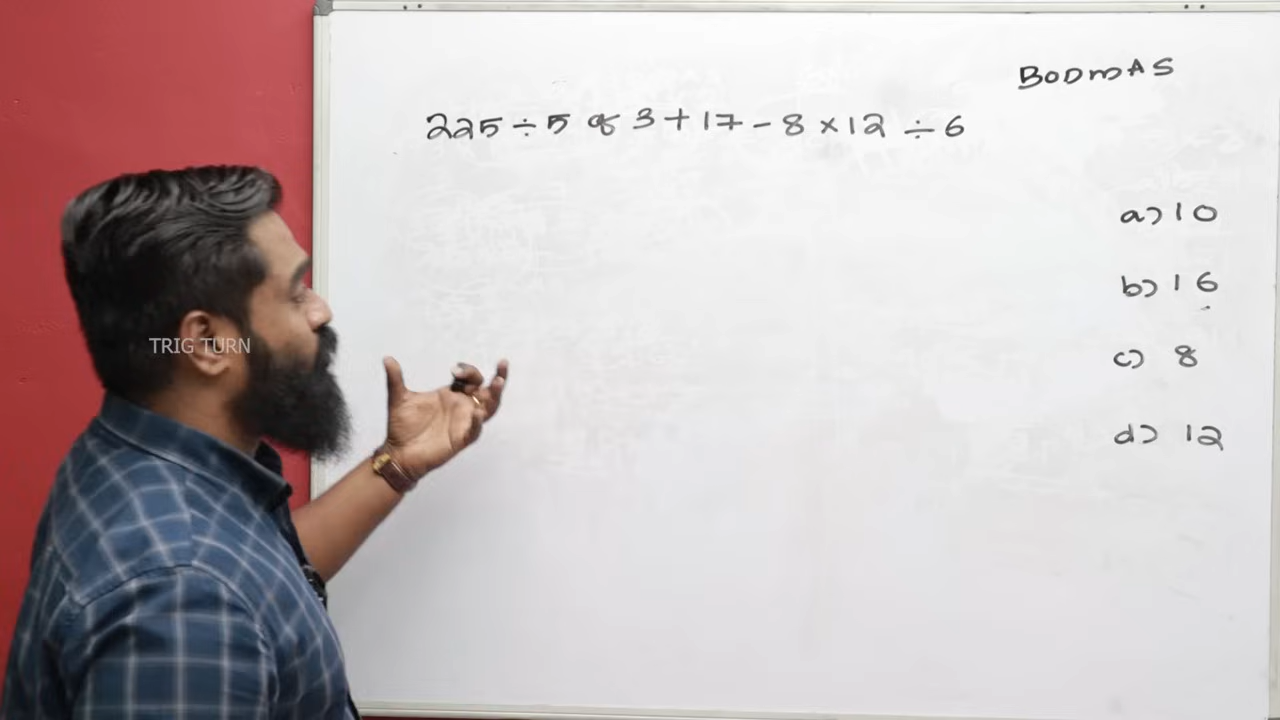 BODMAS
225 ÷ 5 of 3 + 17 - 8 × 12 ÷ 6
a) 10
b) 16
c) 8
d) 12
TRIG TURN